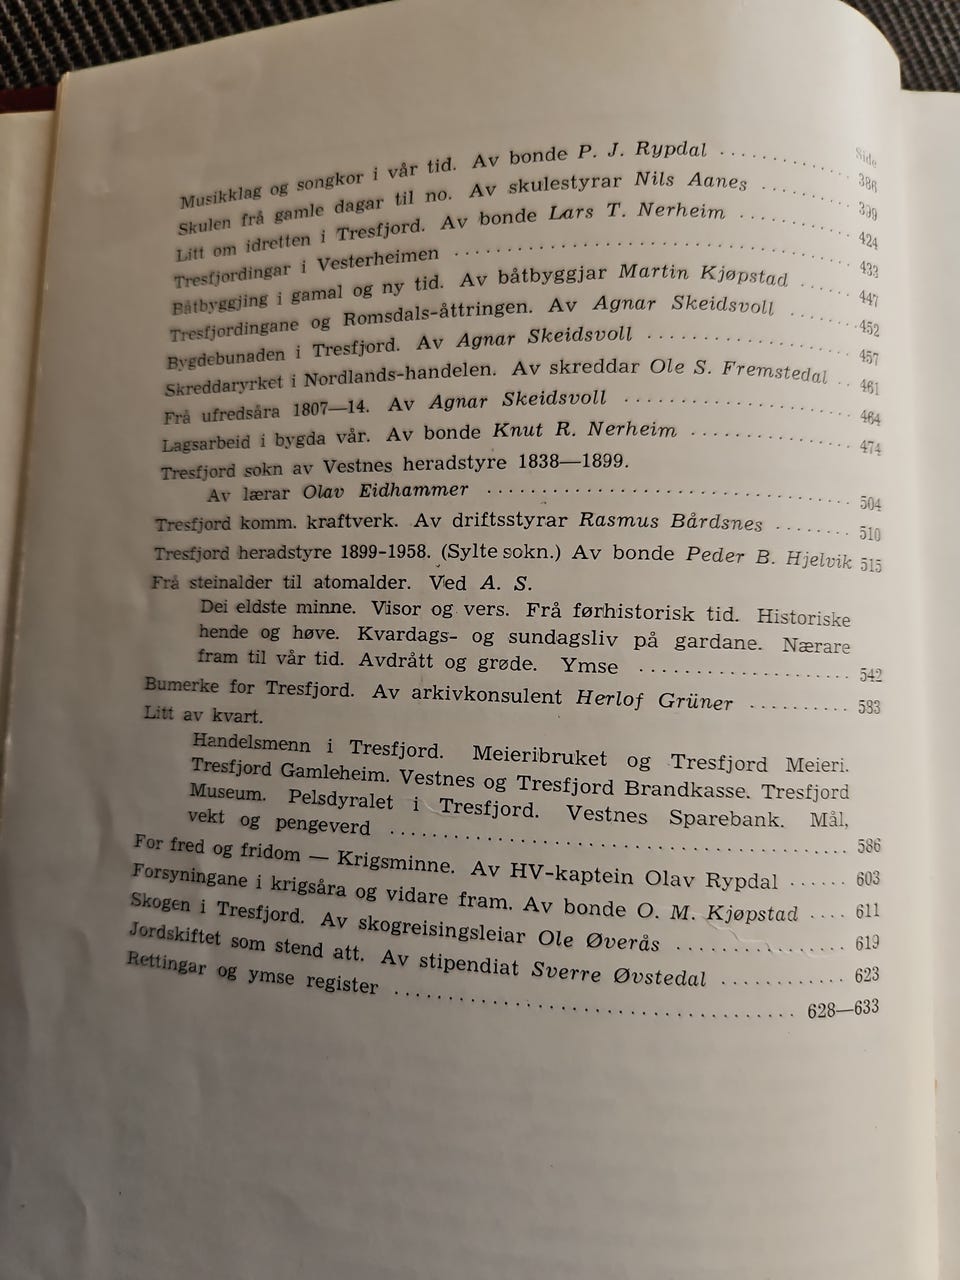 Side
Musikklag og songkor i vår tid. Av bonde P. J. Rypdal ............... 386
Skulen frå gamle dagar til no. Av skulestyrar Nils Aanes .......... 399
Litt om idretten i Tresfjord. Av bonde Lars T. Nerheim ............ 424
Tresfjordingar i Vesterheimen ........................................ 433
Båtbyggjing i gamal og ny tid. Av båtbyggjar Martin Kjøpstad ...... 447
Tresfjordingane og Romsdals-åttringen. Av Agnar Skeidsvoll ........ 452
Bygdebunaden i Tresfjord. Av Agnar Skeidsvoll ..................... 457
Skreddaryrket i Nordlands-handelen. Av skreddar Ole S. Fremstedal .. 461
Frå ufredsåra 1807—14. Av Agnar Skeidsvoll ........................ 464
Lagsarbeid i bygda vår. Av bonde Knut R. Nerheim .................. 474
Tresfjord sokn av Vestnes heradstyre 1838—1899.
Av lærar Olav Eidhammer ........................................ 504
Tresfjord komm. kraftverk. Av driftsstyrar Rasmus Bårdsnes ........ 510
Tresfjord heradstyre 1899-1958. (Sylte sokn.) Av bonde Peder B. Hjelvik 515
Frå steinalder til atomalder. Ved A. S.
Dei eldste minne. Visor og vers. Frå førhistorisk tid. Historiske
hende og høve. Kvardags- og sundagsliv på gardane. Nærare
fram til vår tid. Avdrått og grøde. Ymse .................... 542
Bumerke for Tresfjord. Av arkivkonsulent Herlof Grüner .......... 583
Litt av kvart.
Handelsmenn i Tresfjord. Meieribruket og Tresfjord Meieri.
Tresfjord Gamleheim. Vestnes og Tresfjord Brandkasse. Tresfjord
Museum. Pelsdyralet i Tresfjord. Vestnes Sparebank. Mål,
vekt og pengeverd ............................................. 586
For fred og fridom — Krigsminne. Av HV-kaptein Olav Rypdal ...... 603
Forsyningane i krigsåra og vidare fram. Av bonde O. M. Kjøpstad .... 611
Skogen i Tresfjord. Av skogreisingsleiar Ole Øverås ................ 619
Jordskiftet som stend att. Av stipendiat Sverre Øvstedal ............ 623
Rettingar og ymse register ....................................... 628—633